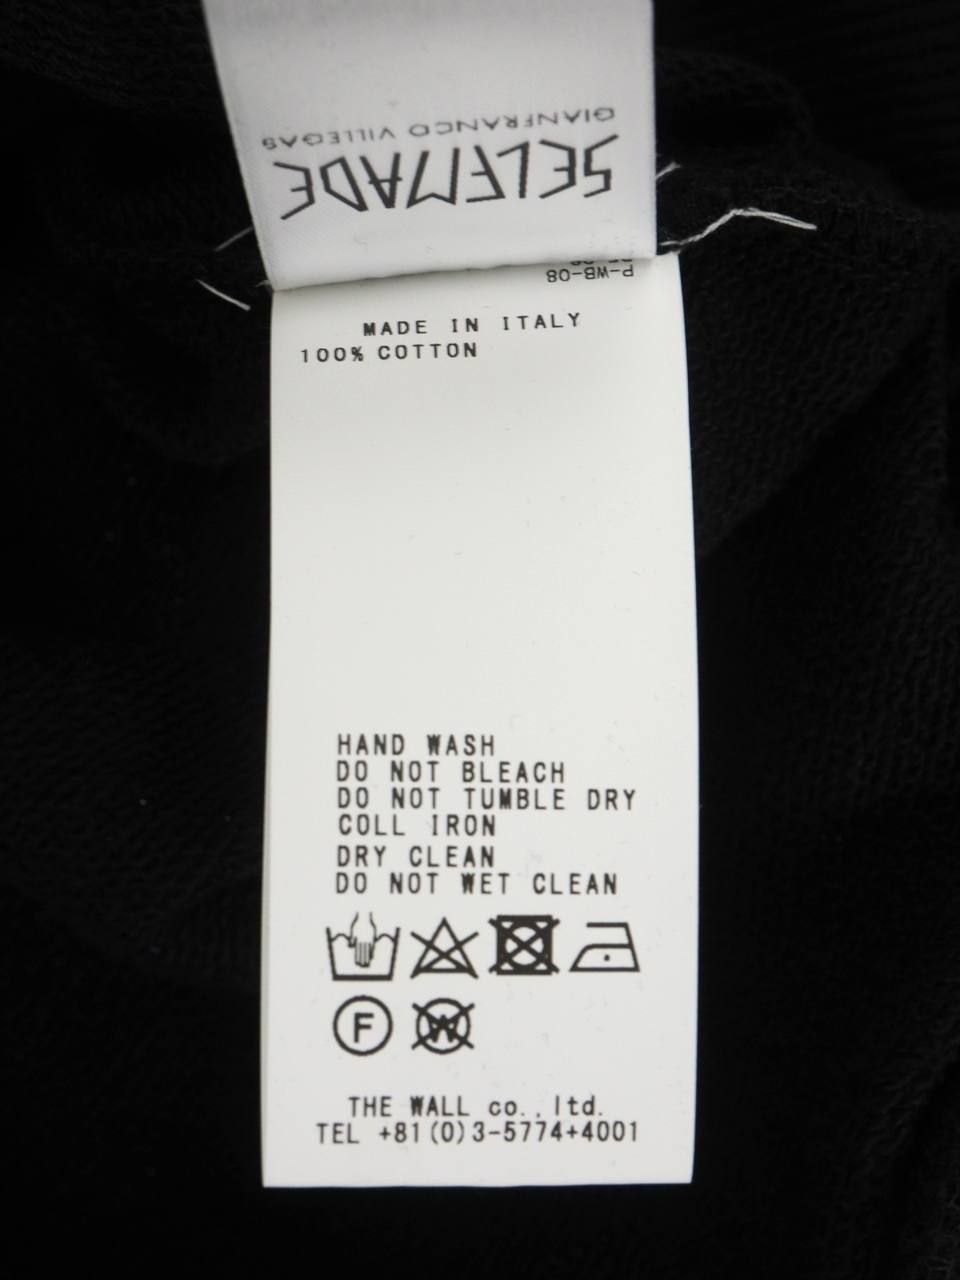 GIANFRANCO VILLEGAS
SELFMADE
P-WB-08
MADE IN ITALY
100% COTTON
HAND WASH
DO NOT BLEACH
DO NOT TUMBLE DRY
COLL IRON
DRY CLEAN
DO NOT WET CLEAN
F W
THE WALL co.,ltd.
TEL +81(0)3-5774+4001